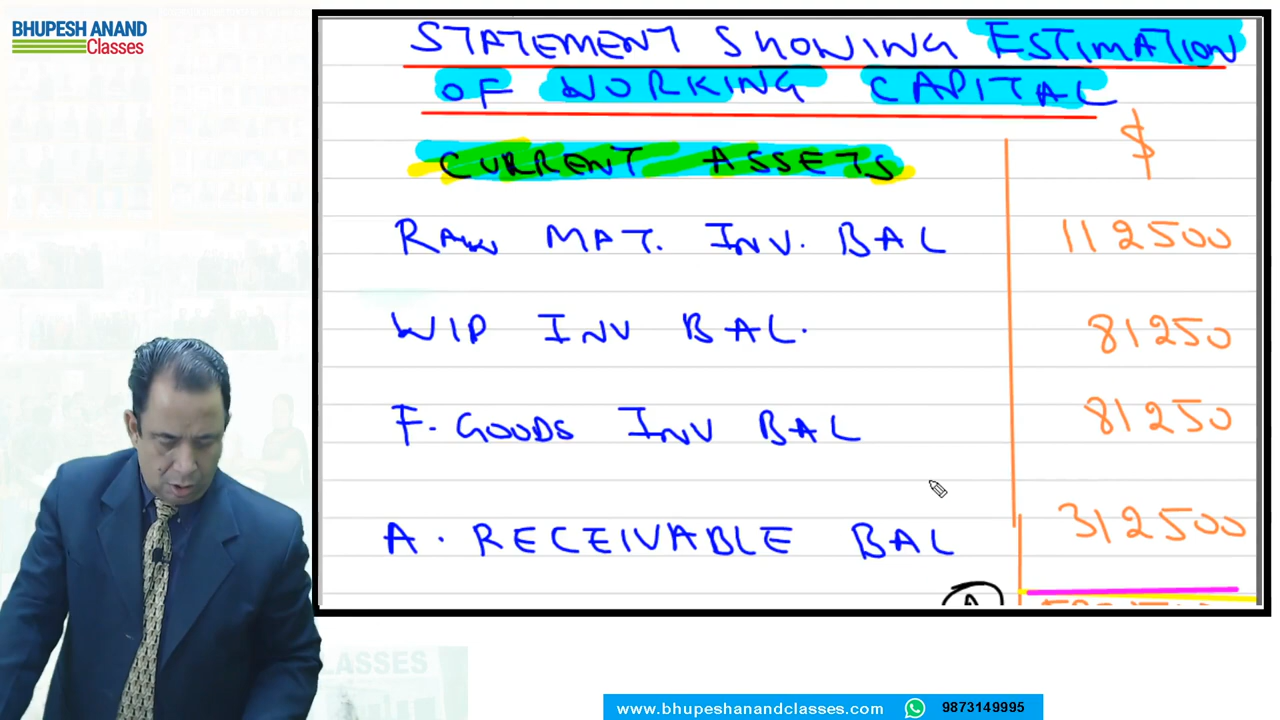 BHUPESH ANAND
Classes
STATEMENT SHOWING ESTIMATION
OF WORKING CAPITAL
$
CURRENT ASSETS
RAW MAT. INV. BAL 112500
WIP INV BAL. 81250
F. GOODS INV BAL 81250
A. RECEIVABLE BAL 312500
A
CLASSES
www.bhupeshanandclasses.com 9873149995